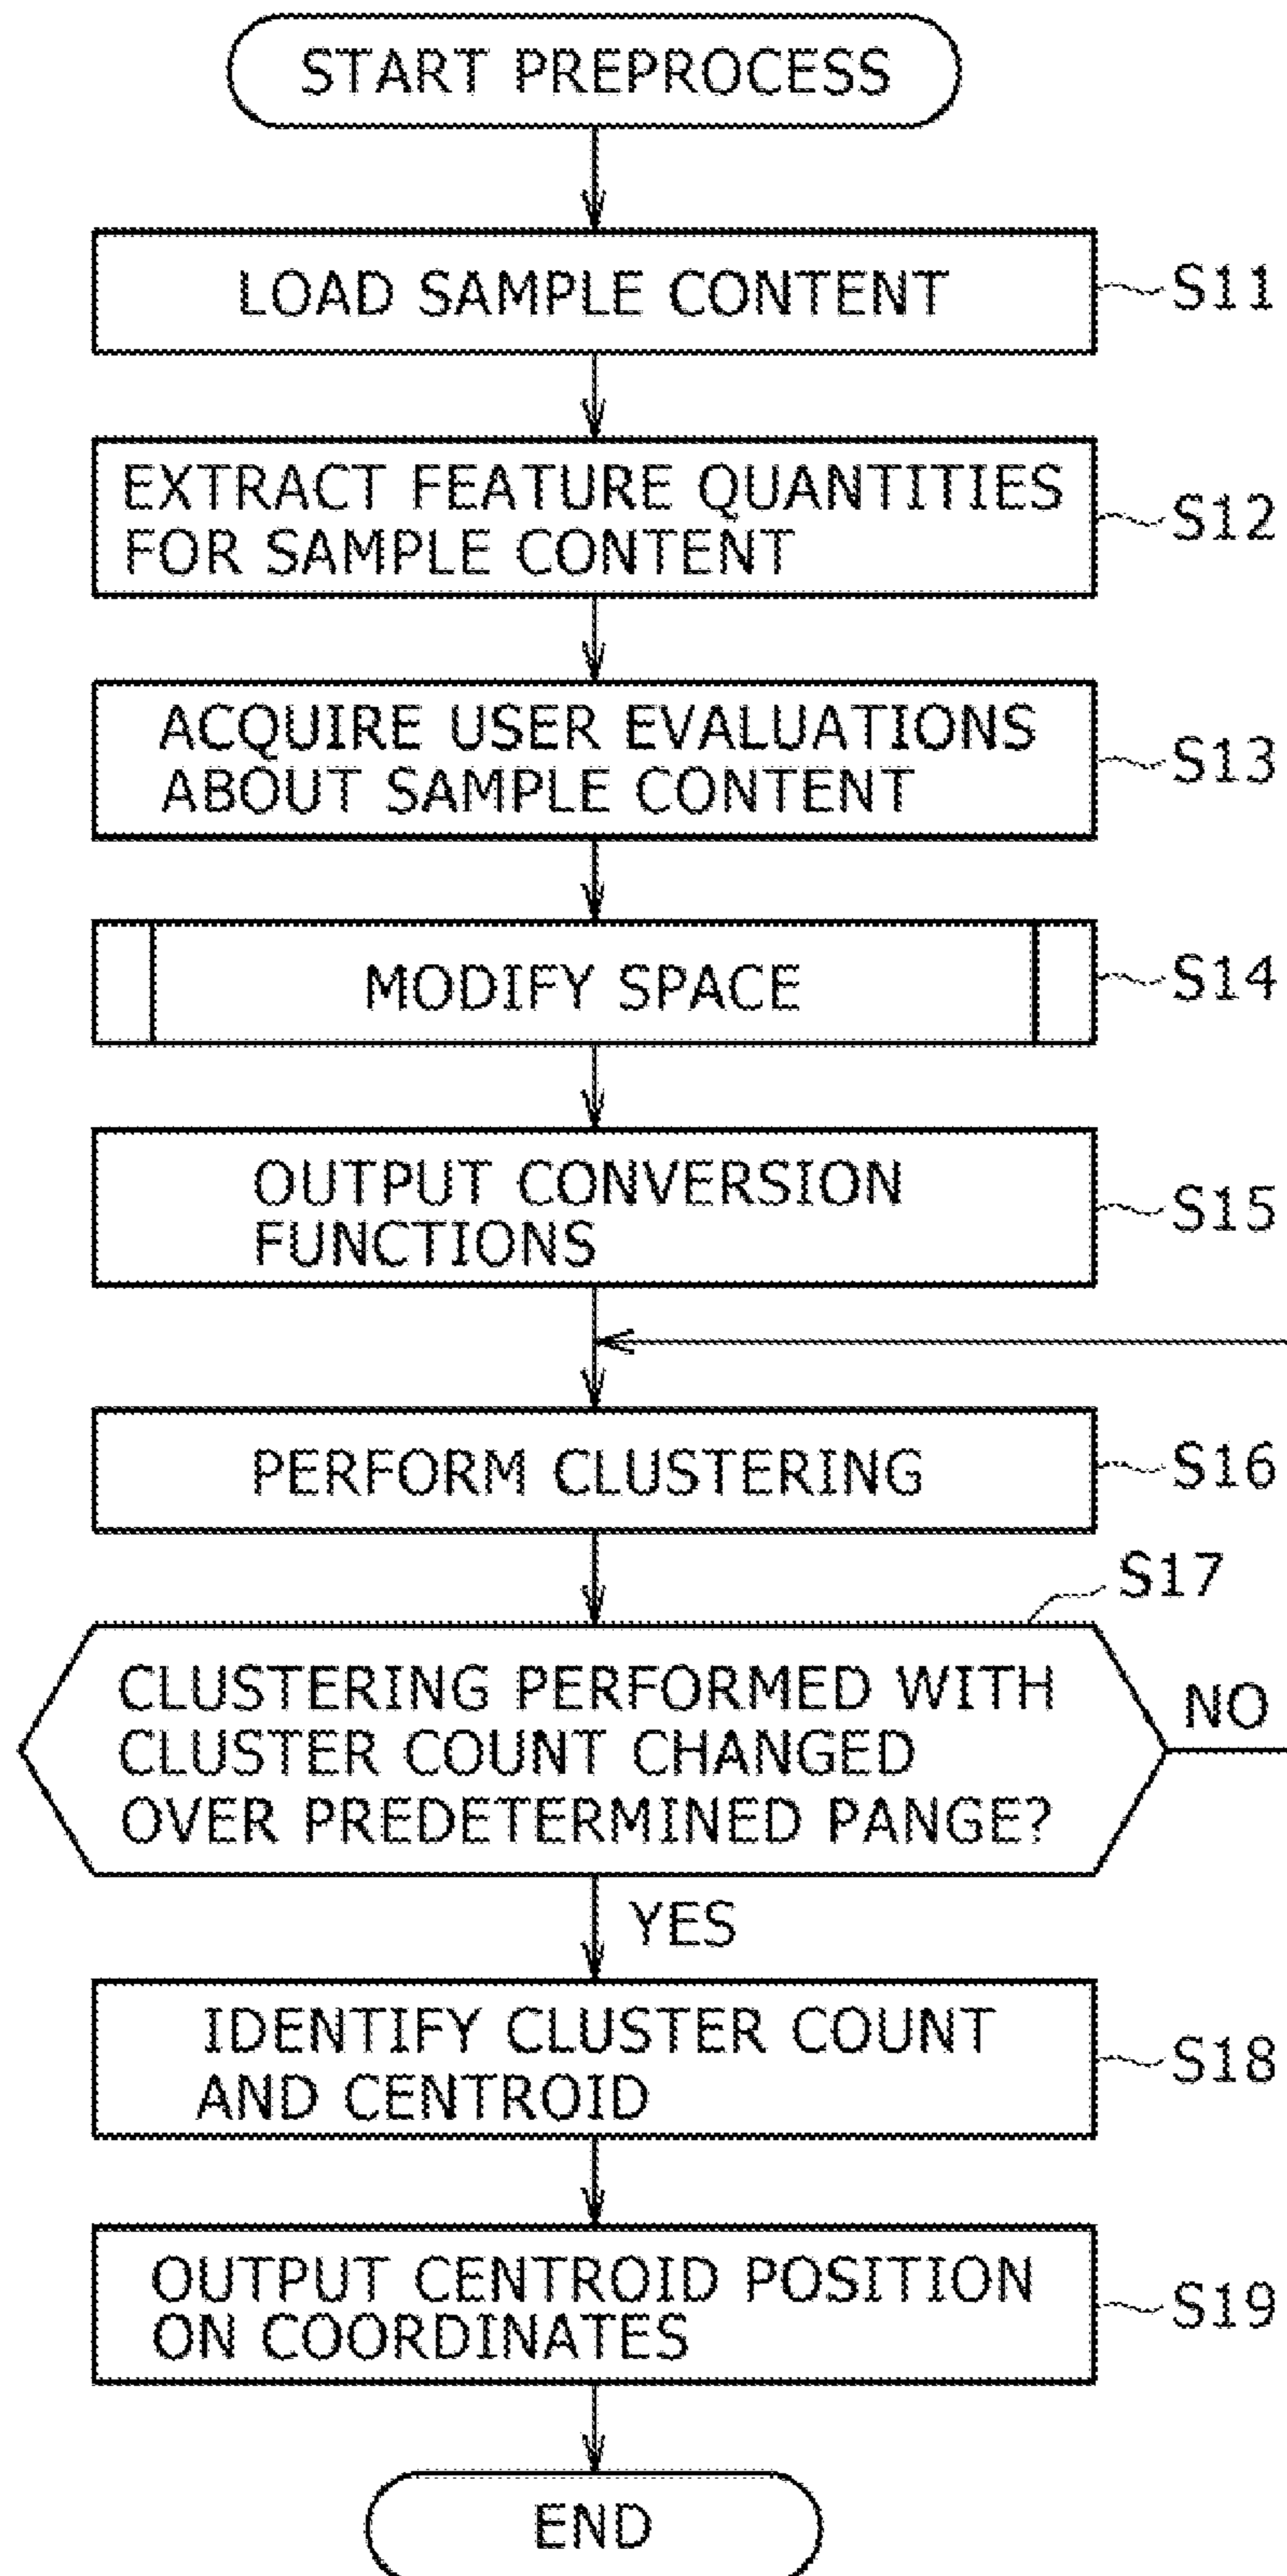 START PREPROCESS
LOAD SAMPLE CONTENT
S11
EXTRACT FEATURE QUANTITIES
FOR SAMPLE CONTENT
S12
ACQUIRE USER EVALUATIONS
ABOUT SAMPLE CONTENT
S13
MODIFY SPACE
S14
OUTPUT CONVERSION
FUNCTIONS
S15
PERFORM CLUSTERING
S16
S17
CLUSTERING PERFORMED WITH
CLUSTER COUNT CHANGED
OVER PREDETERMINED PANGE?
NO
YES
IDENTIFY CLUSTER COUNT
AND CENTROID
S18
OUTPUT CENTROID POSITION
ON COORDINATES
S19
END